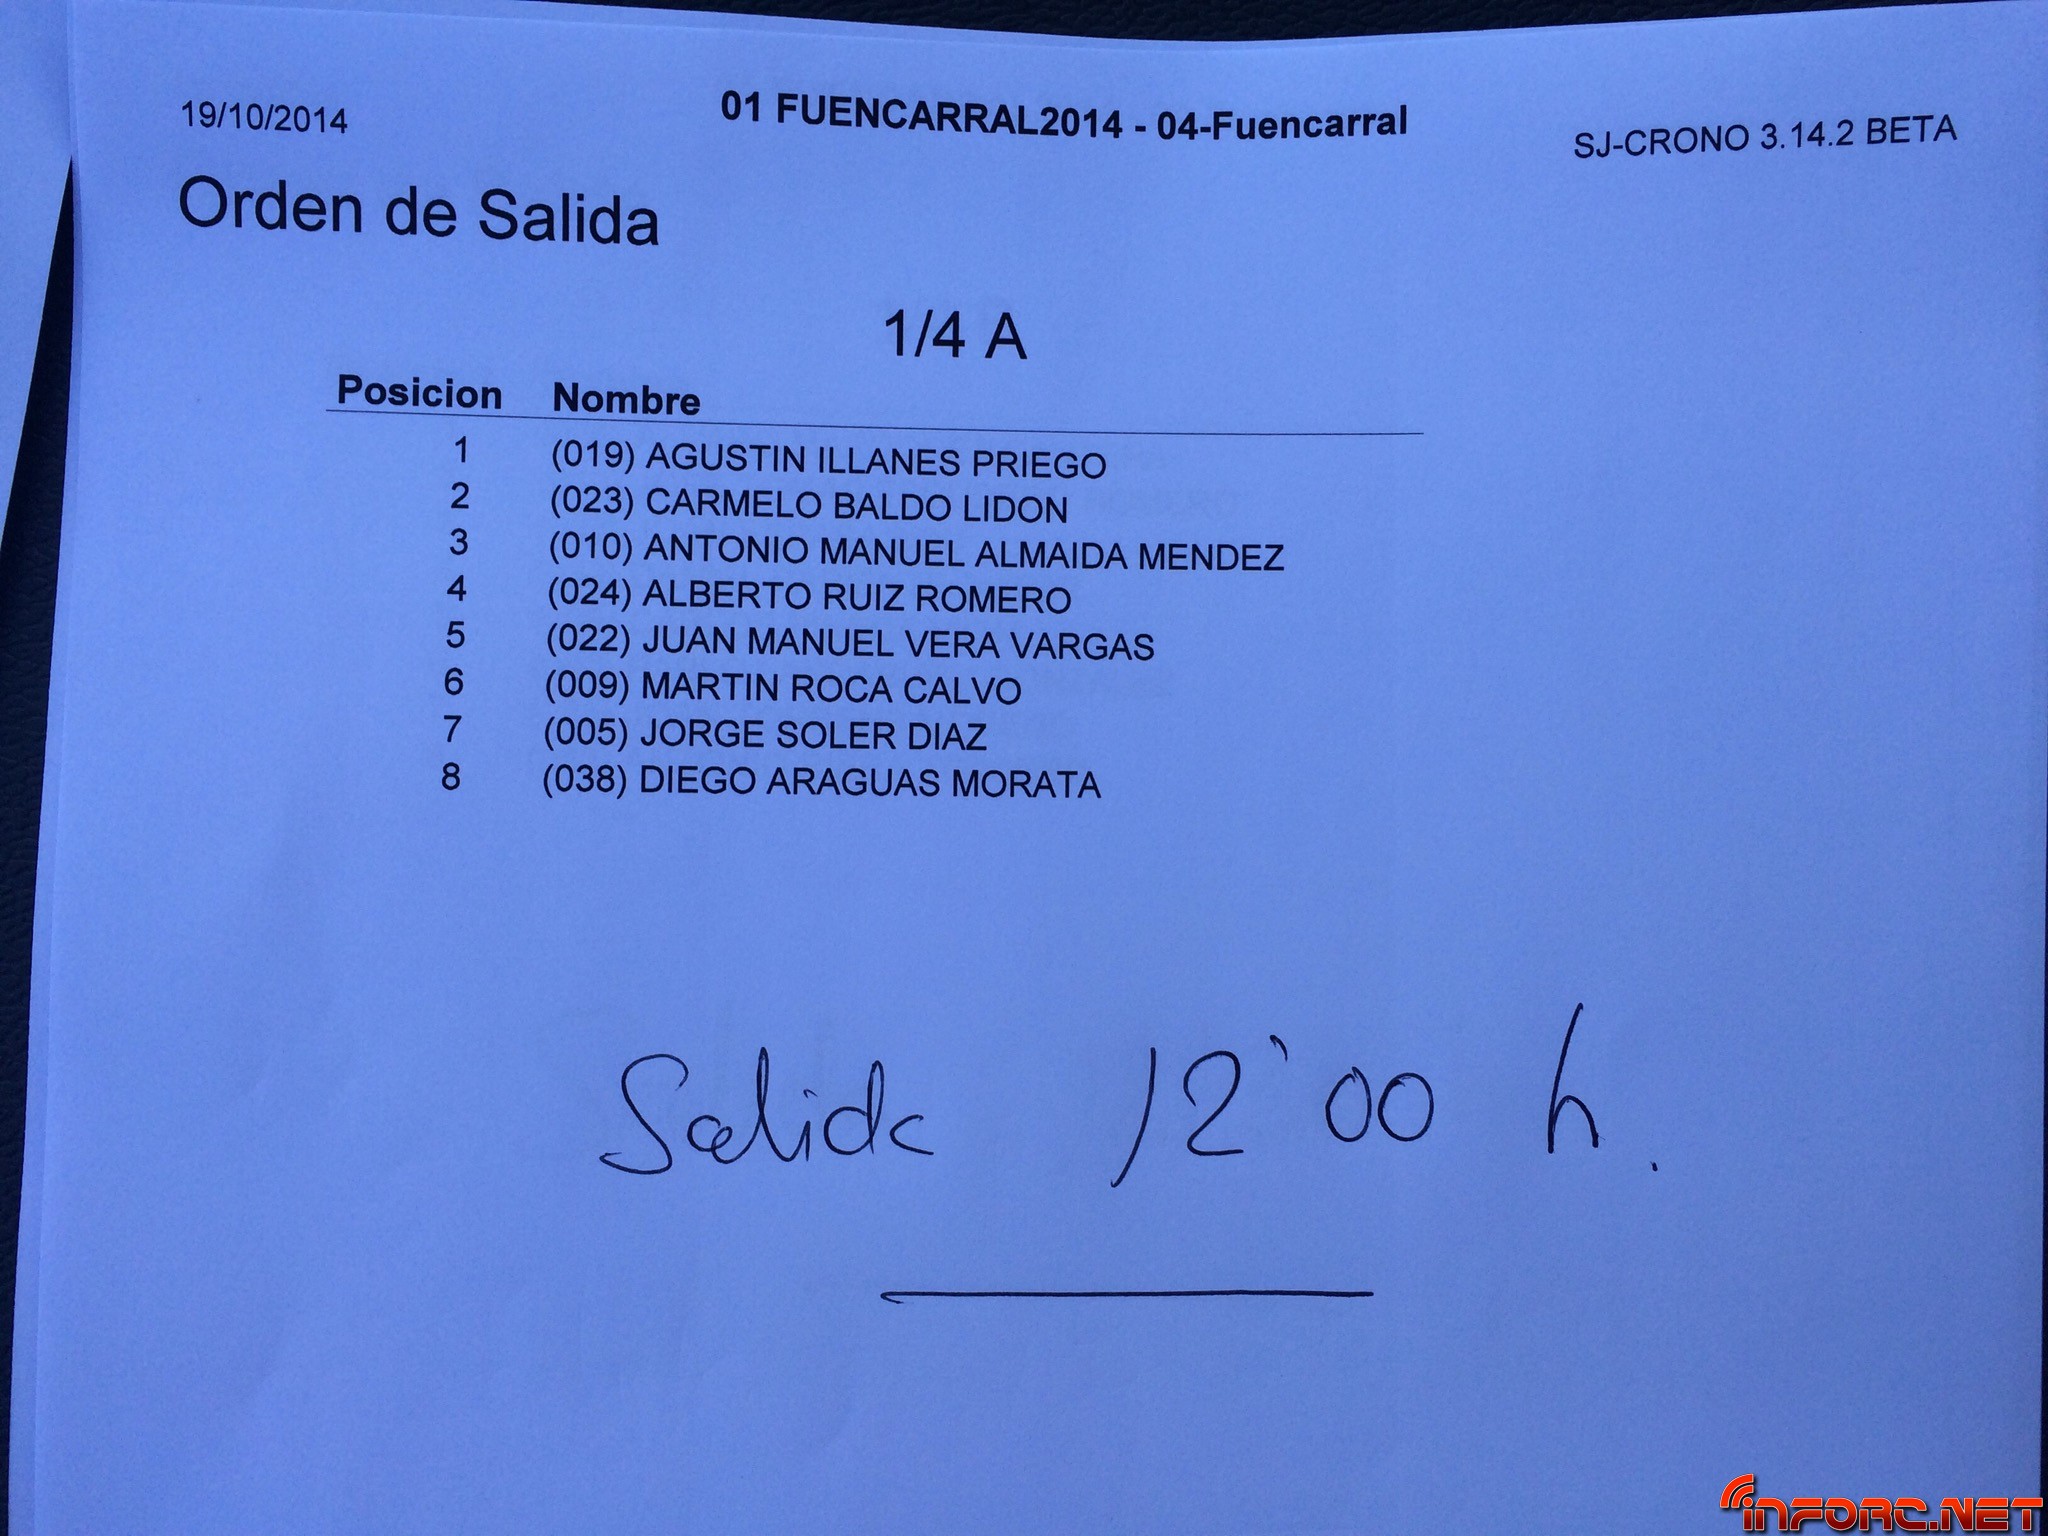 19/10/2014
01 FUENCARRAL2014 - 04-Fuencarral
SJ-CRONO 3.14.2 BETA
Orden de Salida
1/4 A
Posicion Nombre
1 (019) AGUSTIN ILLANES PRIEGO
2 (023) CARMELO BALDO LIDON
3 (010) ANTONIO MANUEL ALMAIDA MENDEZ
4 (024) ALBERTO RUIZ ROMERO
5 (022) JUAN MANUEL VERA VARGAS
6 (009) MARTIN ROCA CALVO
7 (005) JORGE SOLER DIAZ
8 (038) DIEGO ARAGUAS MORATA
Salida 12'00 h.
INFORC.NET